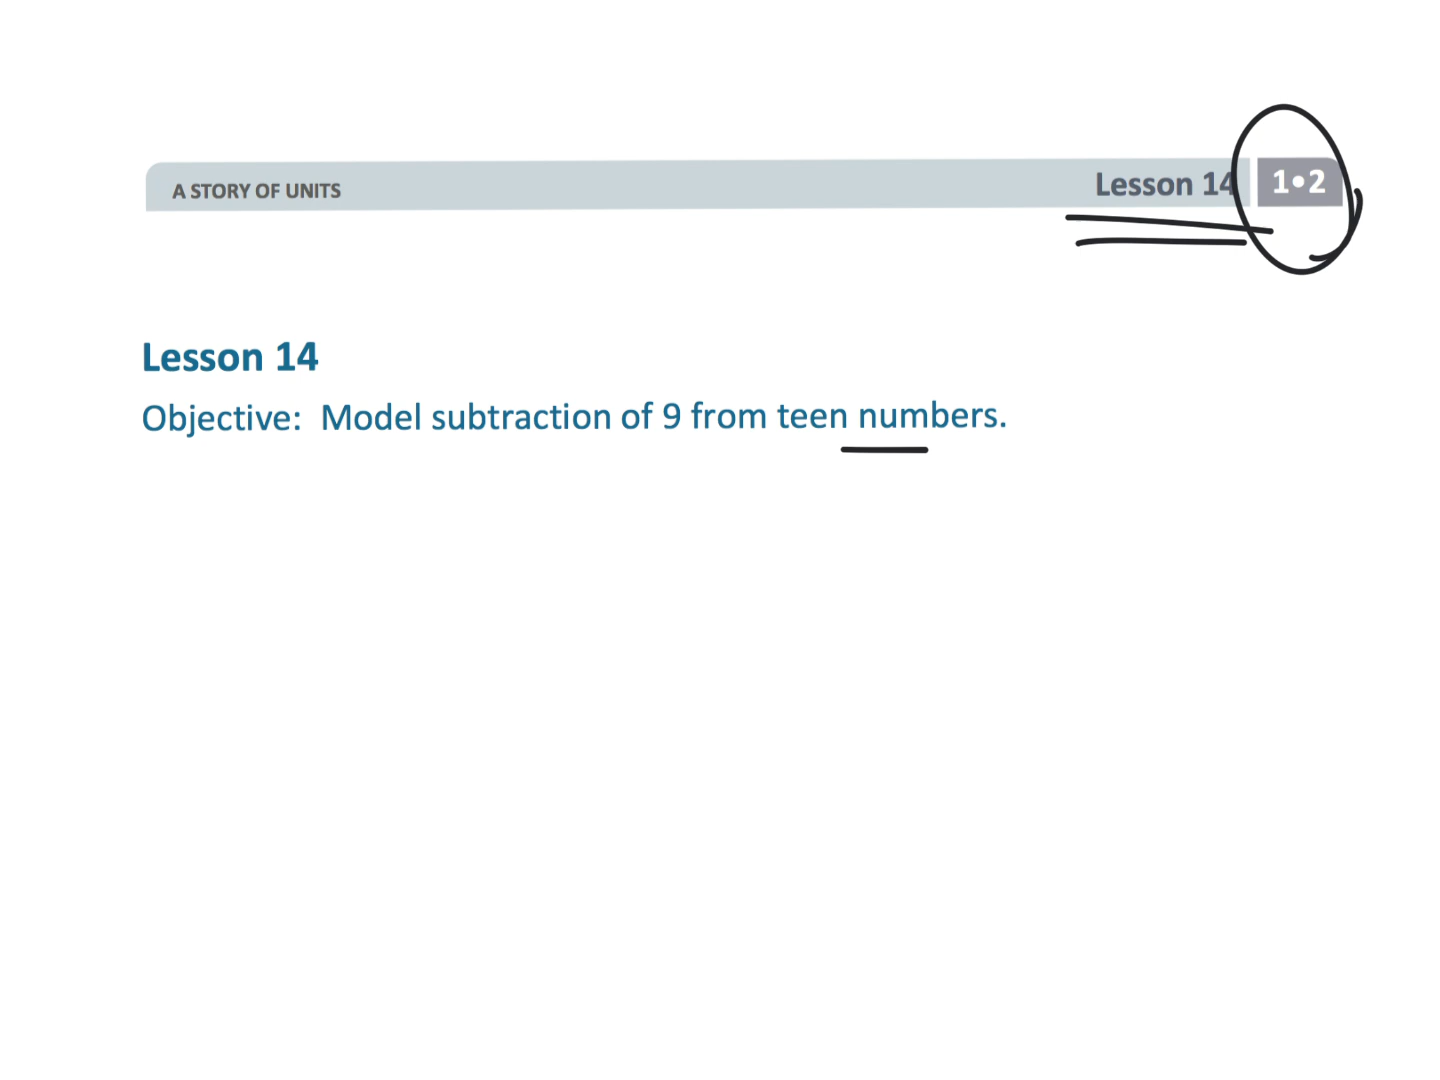 A STORY OF UNITS
Lesson 14
1•2
Lesson 14
Objective: Model subtraction of 9 from teen numbers.